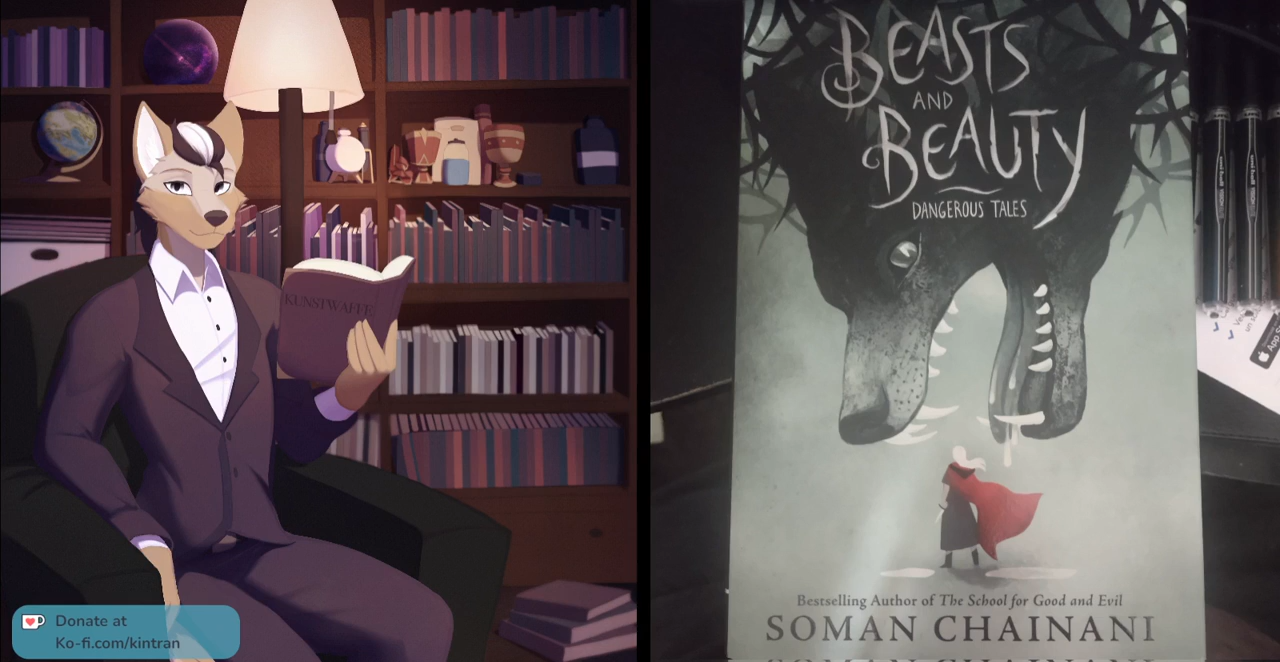 KUNSTWAFFE
Donate at
Ko-fi.com/kintran
BEASTS
AND
BEAUTY
DANGEROUS TALES
Bestselling Author of The School for Good and Evil
SOMAN CHAINANI
App